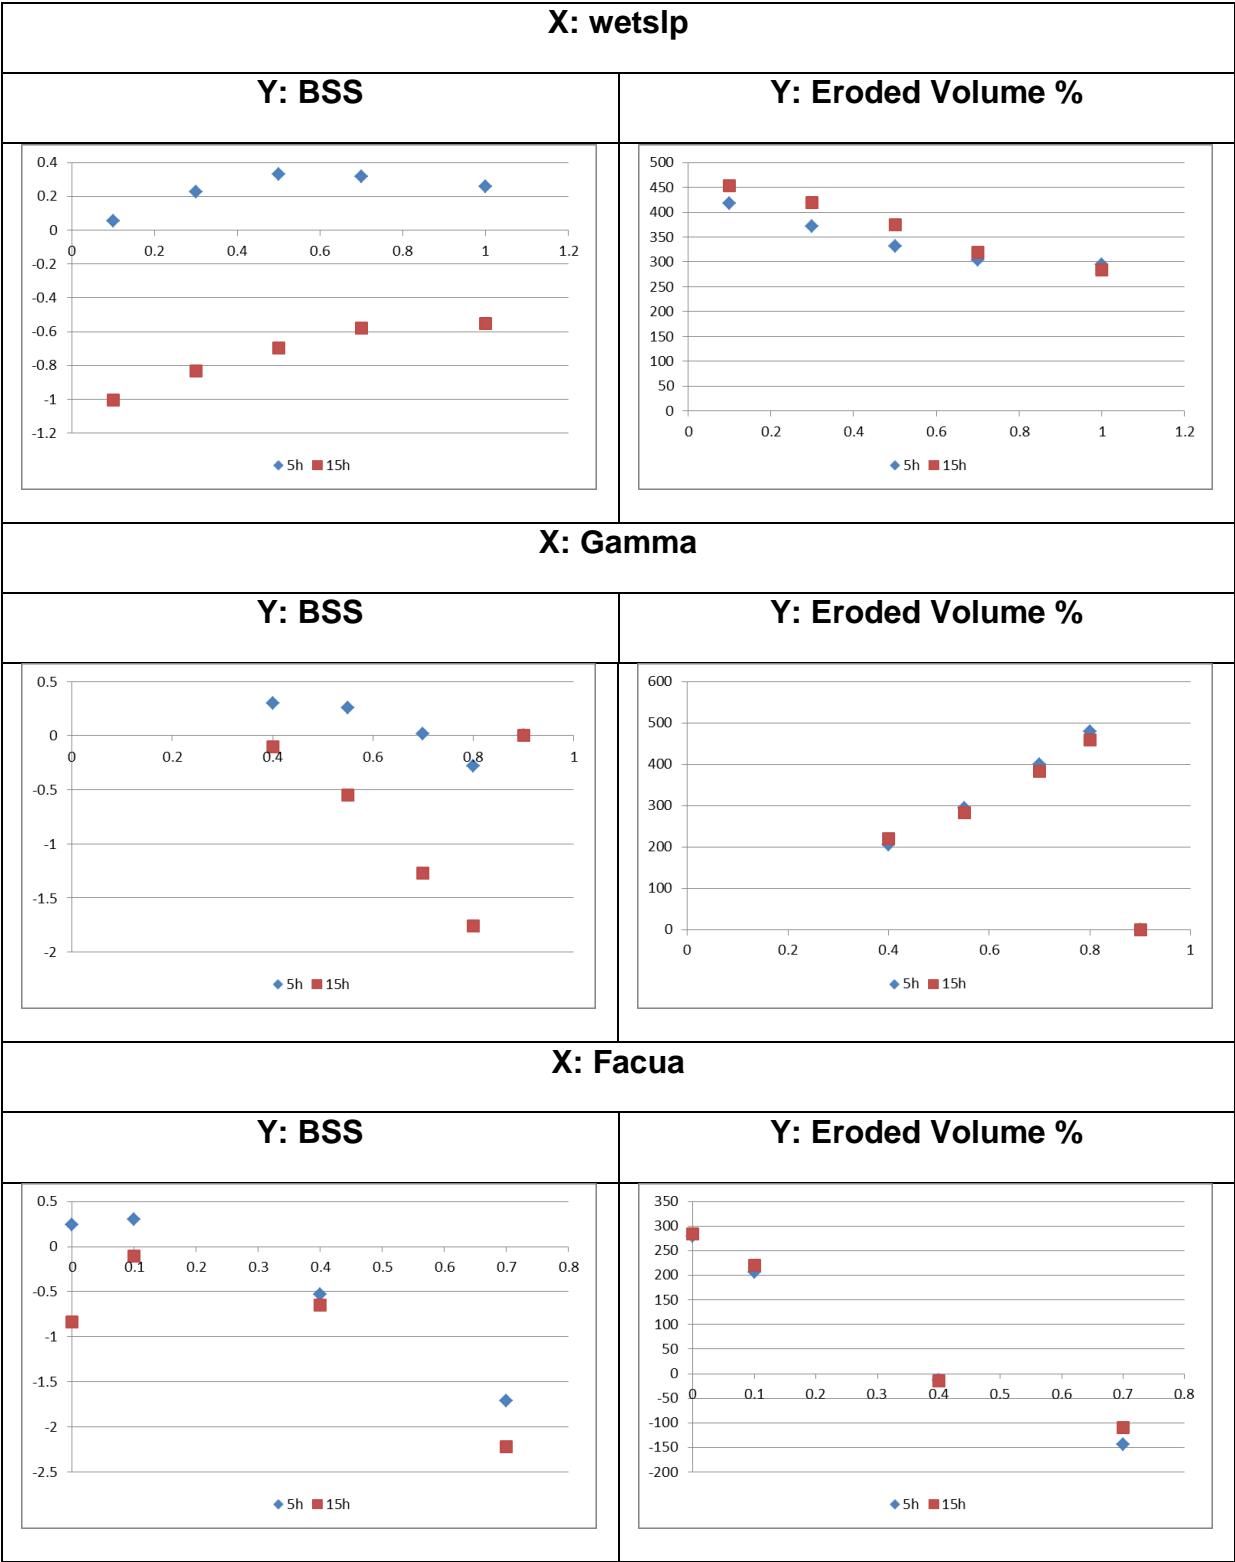 X: wetslp
Y: BSS
Y: Eroded Volume %
0.4
0.2
0
-0.2
-0.4
-0.6
-0.8
-1
-1.2
0 0.2 0.4 0.6 0.8 1 1.2
5h 15h
500
450
400
350
300
250
200
150
100
50
0
0 0.2 0.4 0.6 0.8 1 1.2
5h 15h
X: Gamma
Y: BSS
Y: Eroded Volume %
0.5
0
-0.5
-1
-1.5
-2
0 0.2 0.4 0.6 0.8 1
5h 15h
600
500
400
300
200
100
0
0 0.2 0.4 0.6 0.8 1
5h 15h
X: Facua
Y: BSS
Y: Eroded Volume %
0.5
0
-0.5
-1
-1.5
-2
-2.5
0 0.1 0.2 0.3 0.4 0.5 0.6 0.7 0.8
5h 15h
350
300
250
200
150
100
50
0
-50
-100
-150
-200
0 0.1 0.2 0.3 0.4 0.5 0.6 0.7 0.8
5h 15h